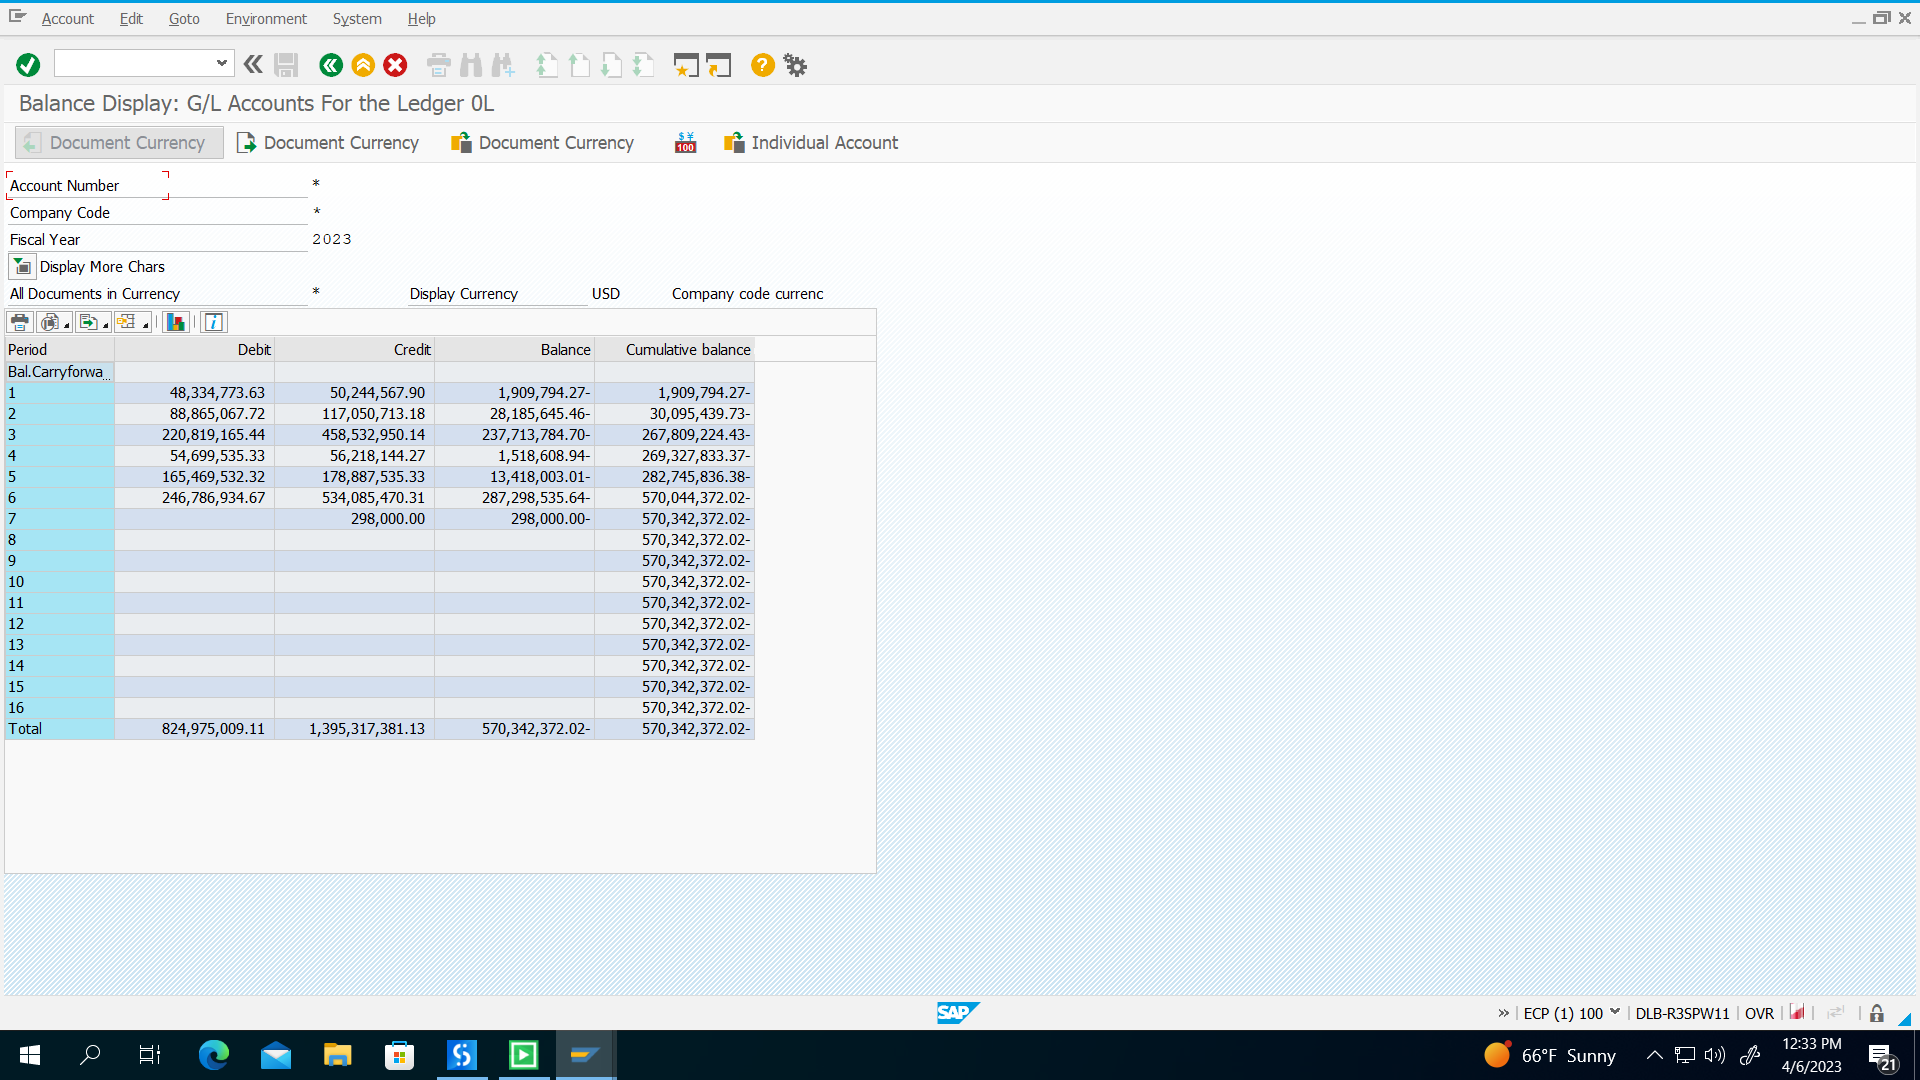 Account Edit Goto Environment System Help
Balance Display: G/L Accounts For the Ledger 0L
Document Currency Document Currency Document Currency $ ¥ 100 Individual Account
Account Number *
Company Code *
Fiscal Year 2023
Display More Chars
All Documents in Currency * Display Currency USD Company code currenc
Period Debit Credit Balance Cumulative balance
Bal.Carryforwa...
1 48,334,773.63 50,244,567.90 1,909,794.27- 1,909,794.27-
2 88,865,067.72 117,050,713.18 28,185,645.46- 30,095,439.73-
3 220,819,165.44 458,532,950.14 237,713,784.70- 267,809,224.43-
4 54,699,535.33 56,218,144.27 1,518,608.94- 269,327,833.37-
5 165,469,532.32 178,887,535.33 13,418,003.01- 282,745,836.38-
6 246,786,934.67 534,085,470.31 287,298,535.64- 570,044,372.02-
7 298,000.00 298,000.00- 570,342,372.02-
8 570,342,372.02-
9 570,342,372.02-
10 570,342,372.02-
11 570,342,372.02-
12 570,342,372.02-
13 570,342,372.02-
14 570,342,372.02-
15 570,342,372.02-
16 570,342,372.02-
Total 824,975,009.11 1,395,317,381.13 570,342,372.02- 570,342,372.02-
SAP ECP (1) 100 DLB-R3SPW11 OVR
66°F Sunny 12:33 PM
4/6/2023 21